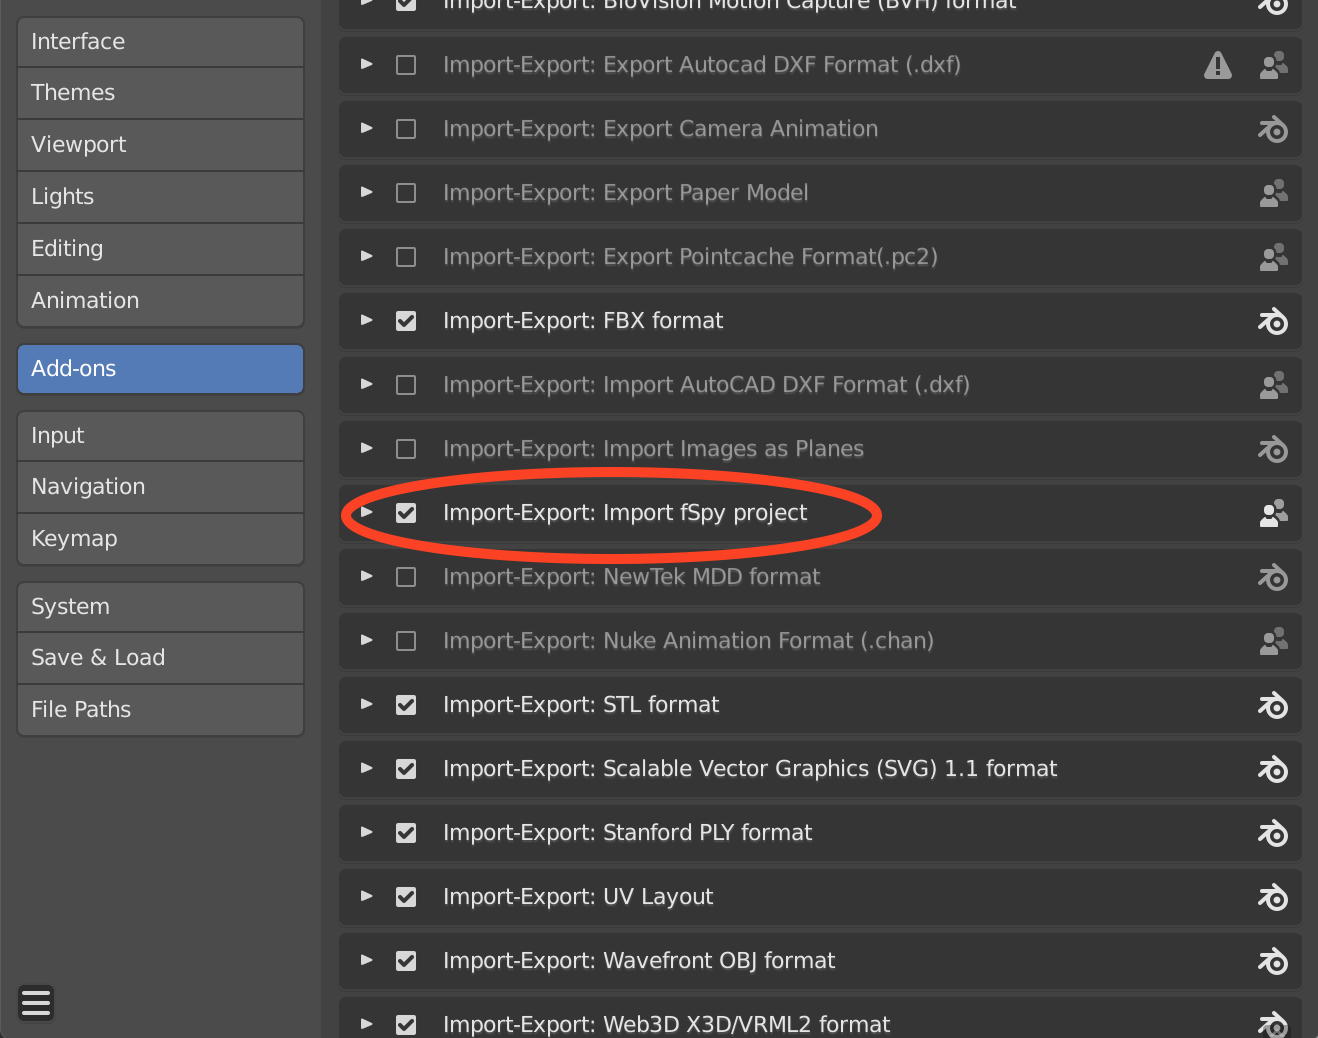 Interface
Themes
Viewport
Lights
Editing
Animation
Add-ons
Input
Navigation
Keymap
System
Save & Load
File Paths
Import-Export: BioVision Motion Capture (BVH) format
Import-Export: Export Autocad DXF Format (.dxf)
Import-Export: Export Camera Animation
Import-Export: Export Paper Model
Import-Export: Export Pointcache Format(.pc2)
Import-Export: FBX format
Import-Export: Import AutoCAD DXF Format (.dxf)
Import-Export: Import Images as Planes
Import-Export: Import fSpy project
Import-Export: NewTek MDD format
Import-Export: Nuke Animation Format (.chan)
Import-Export: STL format
Import-Export: Scalable Vector Graphics (SVG) 1.1 format
Import-Export: Stanford PLY format
Import-Export: UV Layout
Import-Export: Wavefront OBJ format
Import-Export: Web3D X3D/VRML2 format